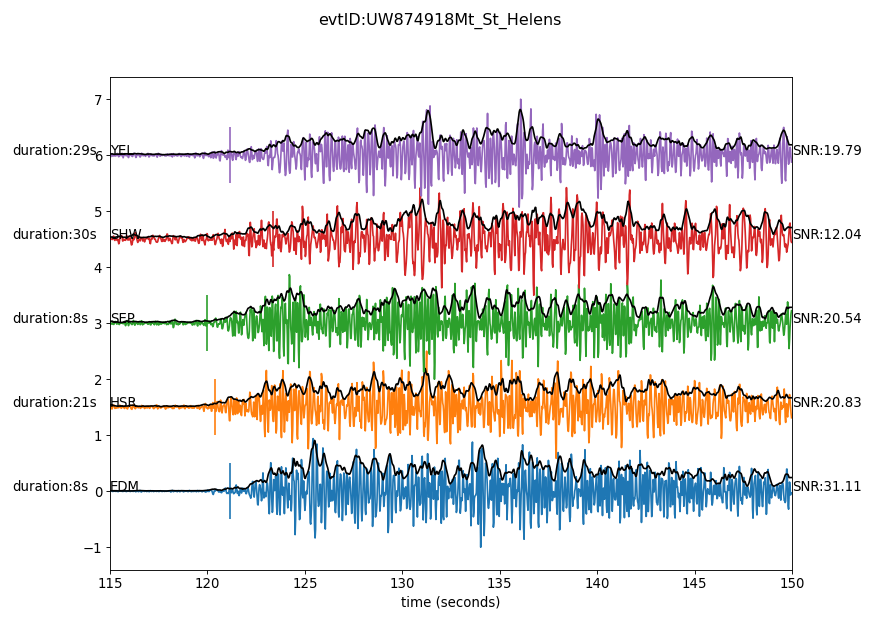 evtID:UW874918Mt_St_Helens
7
duration:29s YEL SNR:19.79
6
5
duration:30s SHW SNR:12.04
4
duration:8s SEP SNR:20.54
3
2
duration:21s HSR SNR:20.83
1
duration:8s EDM SNR:31.11
0
−1
115 120 125 130 135 140 145 150
time (seconds)